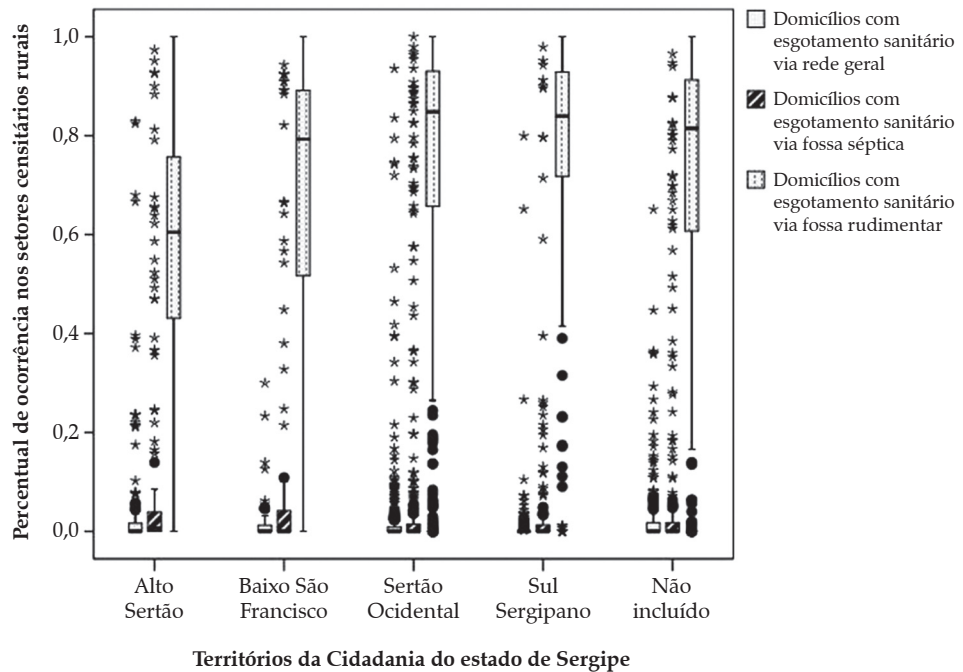 Percentual de ocorrência nos setores censitários rurais
1,0
0,8
0,6
0,4
0,2
0,0
Alto
Sertão
Baixo São
Francisco
Sertão
Ocidental
Sul
Sergipano
Não
incluído
Territórios da Cidadania do estado de Sergipe
Domicílios com
esgotamento sanitário
via rede geral
Domicílios com
esgotamento sanitário
via fossa séptica
Domicílios com
esgotamento sanitário
via fossa rudimentar